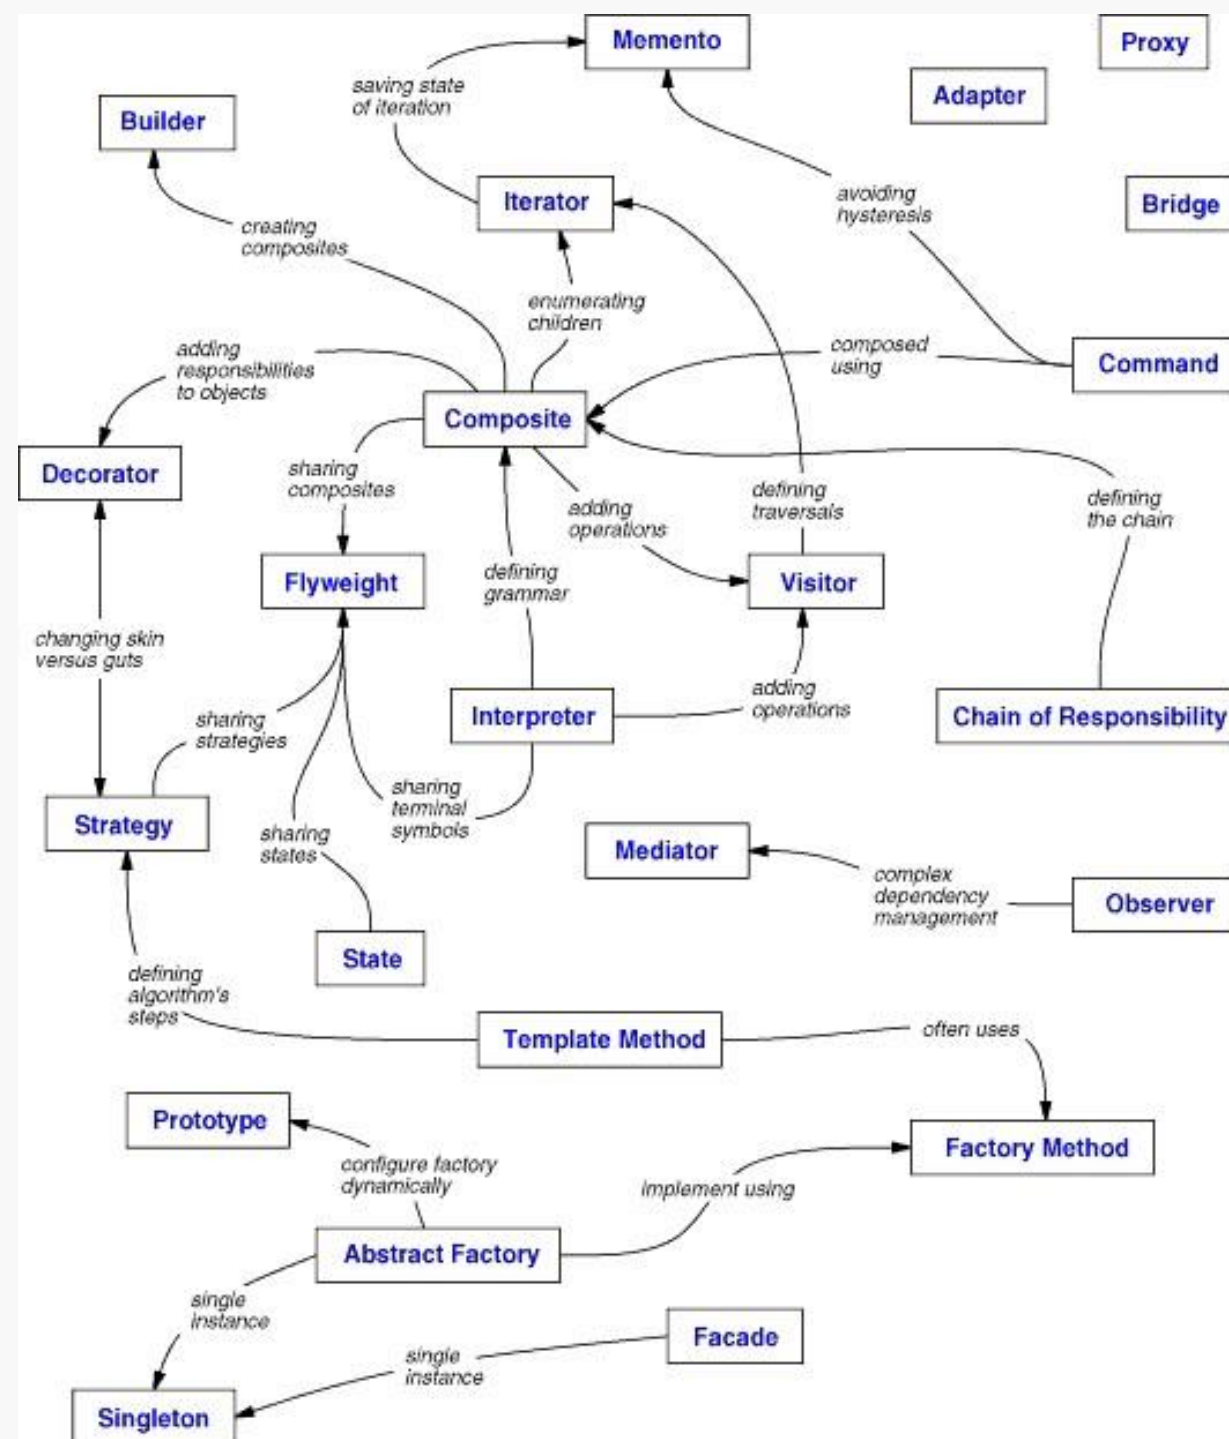 Memento
Proxy
Adapter
saving state
of iteration
Builder
Iterator
avoiding
hysteresis
Bridge
creating
composites
enumerating
children
adding
responsibilities
to objects
composed
using
Command
Composite
Decorator
sharing
composites
adding
operations
defining
traversals
defining
the chain
Flyweight
defining
grammar
Visitor
changing skin
versus guts
sharing
strategies
Interpreter
adding
operations
Chain of Responsibility
sharing
terminal
symbols
Strategy
sharing
states
Mediator
complex
dependency
management
Observer
State
defining
algorithm's
steps
Template Method
often uses
Prototype
Factory Method
configure factory
dynamically
implement using
Abstract Factory
single
instance
Facade
single
instance
Singleton